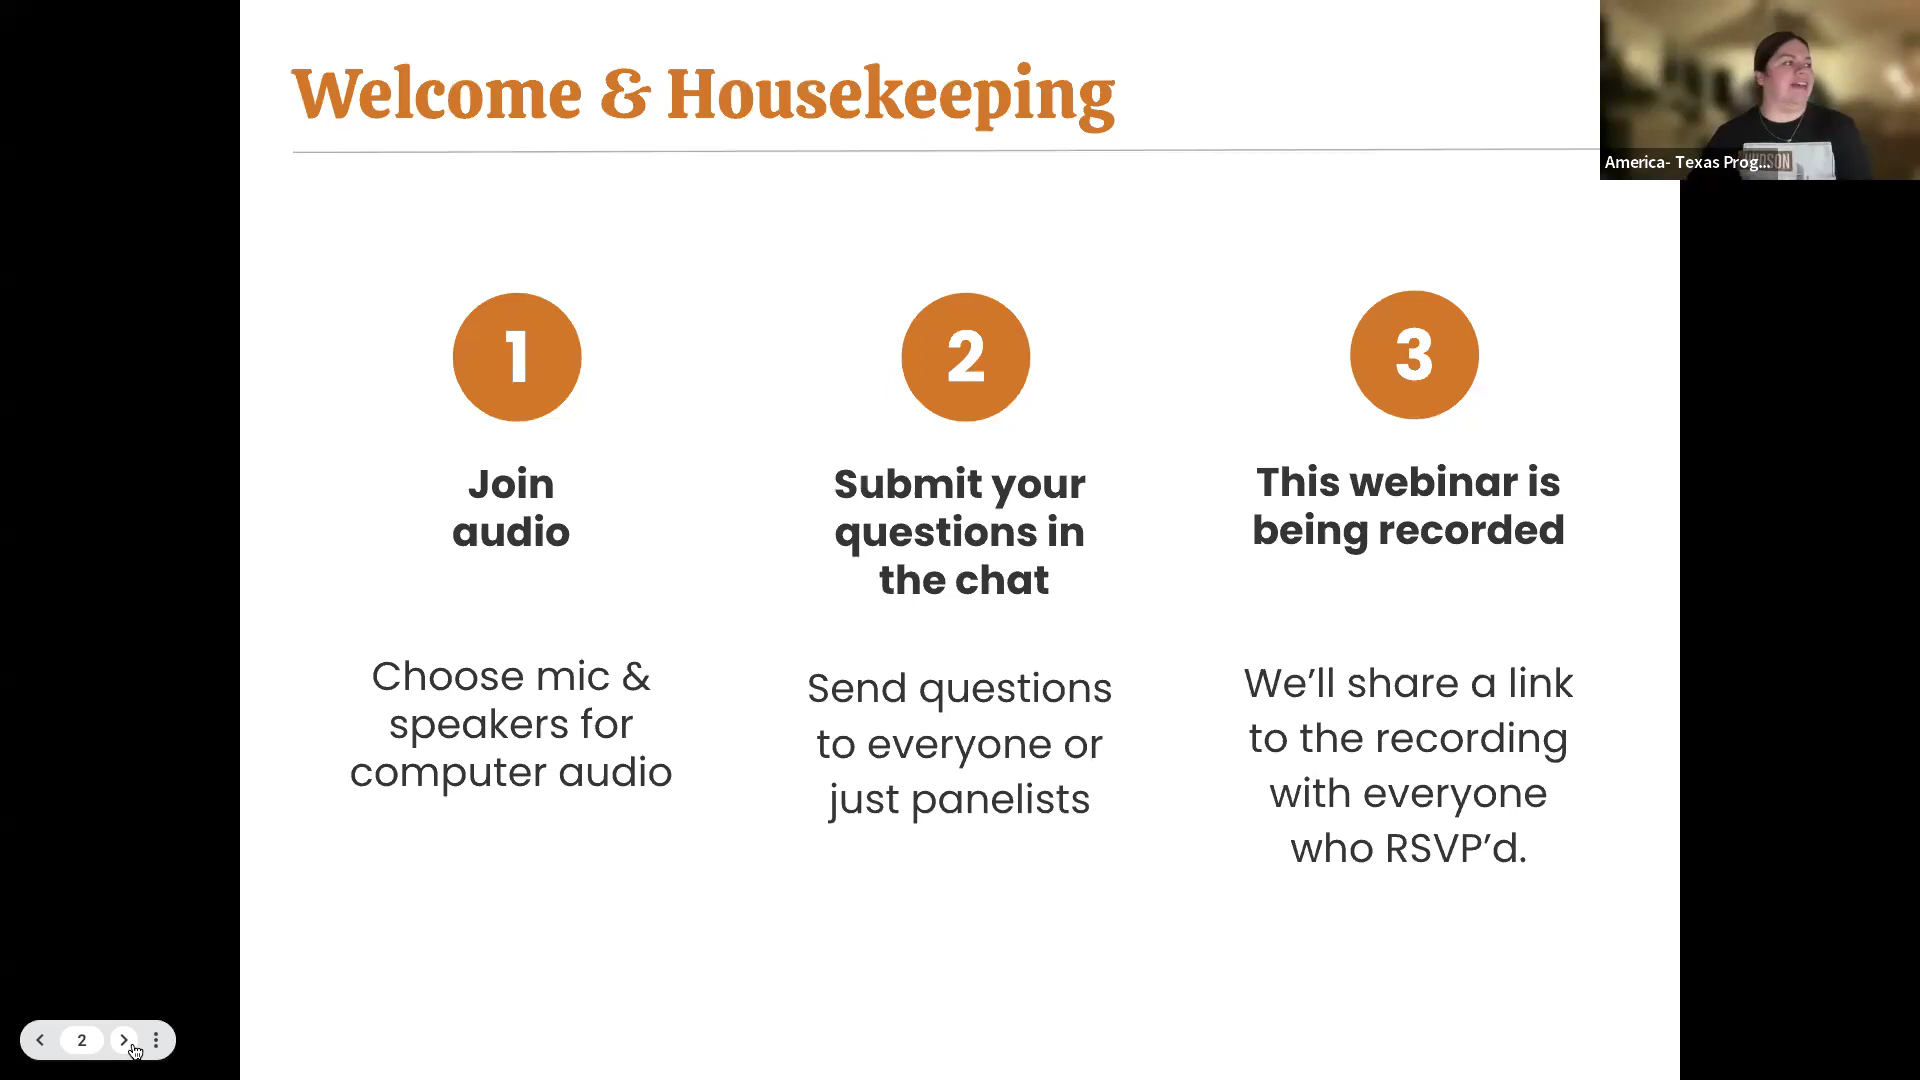 Welcome & Housekeeping
America- Texas Prog...
1
Join
audio
Choose mic &
speakers for
computer audio
2
Submit your
questions in
the chat
Send questions
to everyone or
just panelists
3
This webinar is
being recorded
We’ll share a link
to the recording
with everyone
who RSVP’d.
2